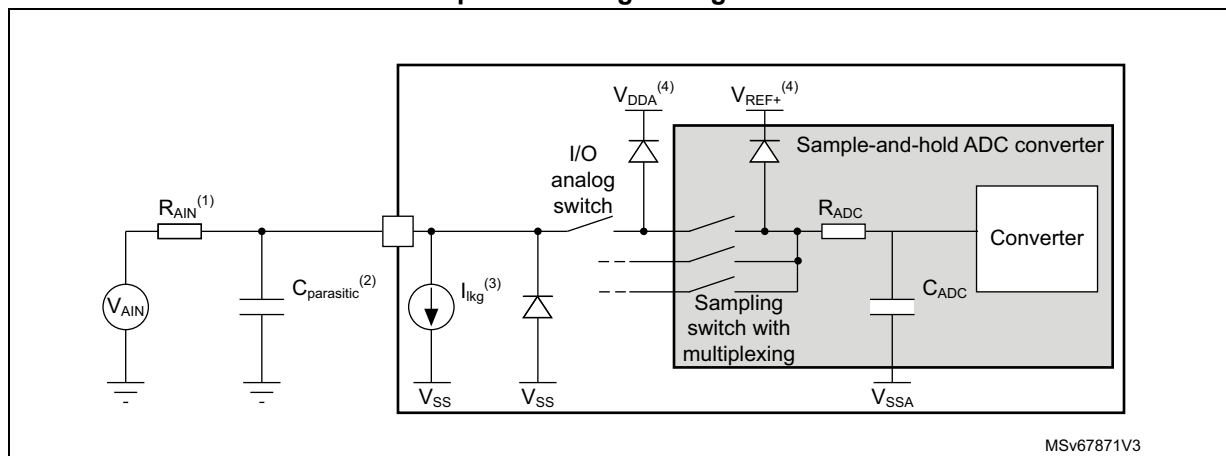 V_DDA(4)
V_REF+(4)
Sample-and-hold ADC converter
I/O
analog
switch
R_AIN(1)
R_ADC
Converter
V_AIN
C_parasitic(2)
I_lkg(3)
C_ADC
Sampling
switch with
multiplexing
V_SS
V_SS
V_SSA
MSv67871V3